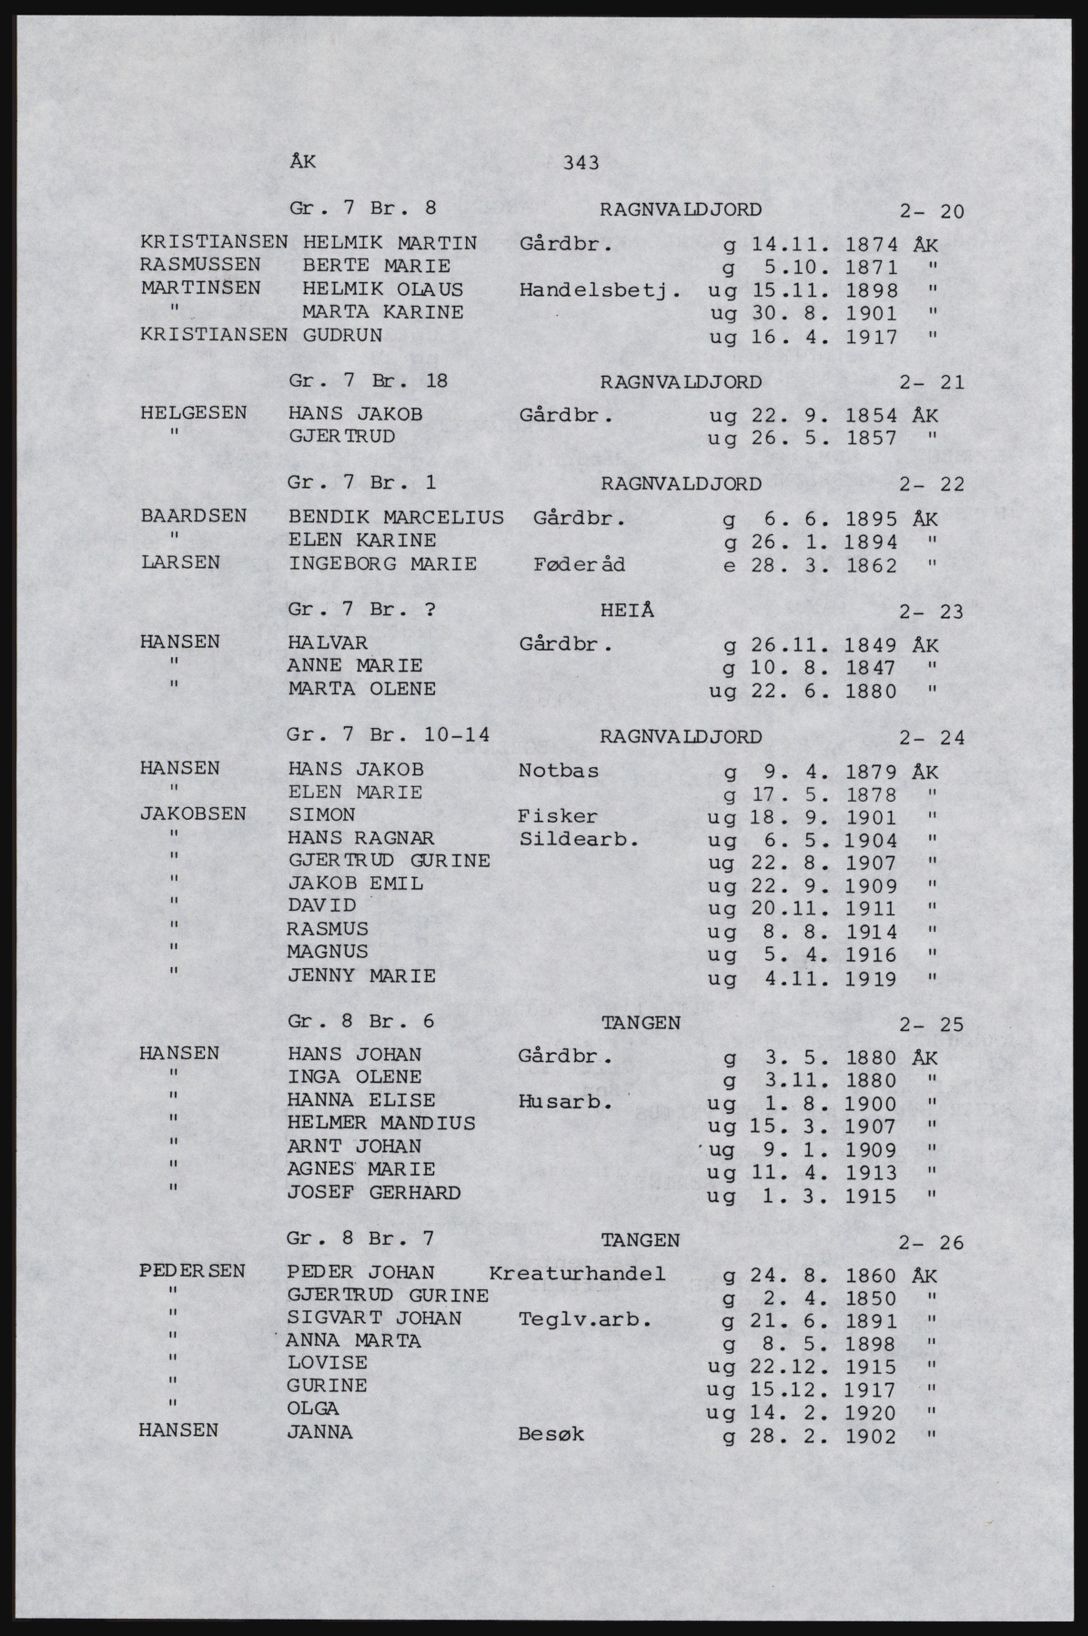 ÅK 343
Gr. 7 Br. 8 RAGNVALDJORD 2- 20
KRISTIANSEN HELMIK MARTIN Gårdbr. g 14.11. 1874 ÅK
RASMUSSEN BERTE MARIE g 5.10. 1871 "
MARTINSEN HELMIK OLAUS Handelsbetj. ug 15.11. 1898 "
" MARTA KARINE ug 30. 8. 1901 "
KRISTIANSEN GUDRUN ug 16. 4. 1917 "
Gr. 7 Br. 18 RAGNVALDJORD 2- 21
HELGESEN HANS JAKOB Gårdbr. ug 22. 9. 1854 ÅK
" GJERTRUD ug 26. 5. 1857 "
Gr. 7 Br. 1 RAGNVALDJORD 2- 22
BAARDSEN BENDIK MARCELIUS Gårdbr. g 6. 6. 1895 ÅK
" ELEN KARINE g 26. 1. 1894 "
LARSEN INGEBORG MARIE Føderåd e 28. 3. 1862 "
Gr. 7 Br. ? HEIÅ 2- 23
HANSEN HALVAR Gårdbr. g 26.11. 1849 ÅK
" ANNE MARIE g 10. 8. 1847 "
" MARTA OLENE ug 22. 6. 1880 "
Gr. 7 Br. 10-14 RAGNVALDJORD 2- 24
HANSEN HANS JAKOB Notbas g 9. 4. 1879 ÅK
" ELEN MARIE g 17. 5. 1878 "
JAKOBSEN SIMON Fisker ug 18. 9. 1901 "
" HANS RAGNAR Sildearb. ug 6. 5. 1904 "
" GJERTRUD GURINE ug 22. 8. 1907 "
" JAKOB EMIL ug 22. 9. 1909 "
" DAVID ug 20.11. 1911 "
" RASMUS ug 8. 8. 1914 "
" MAGNUS ug 5. 4. 1916 "
" JENNY MARIE ug 4.11. 1919 "
Gr. 8 Br. 6 TANGEN 2- 25
HANSEN HANS JOHAN Gårdbr. g 3. 5. 1880 ÅK
" INGA OLENE g 3.11. 1880 "
" HANNA ELISE Husarb. ug 1. 8. 1900 "
" HELMER MANDIUS ug 15. 3. 1907 "
" ARNT JOHAN ug 9. 1. 1909 "
" AGNES MARIE ug 11. 4. 1913 "
" JOSEF GERHARD ug 1. 3. 1915 "
Gr. 8 Br. 7 TANGEN 2- 26
PEDERSEN PEDER JOHAN Kreaturhandel g 24. 8. 1860 ÅK
" GJERTRUD GURINE g 2. 4. 1850 "
" SIGVART JOHAN Teglv.arb. g 21. 6. 1891 "
" ANNA MARTA g 8. 5. 1898 "
" LOVISE ug 22.12. 1915 "
" GURINE ug 15.12. 1917 "
" OLGA ug 14. 2. 1920 "
HANSEN JANNA Besøk g 28. 2. 1902 "